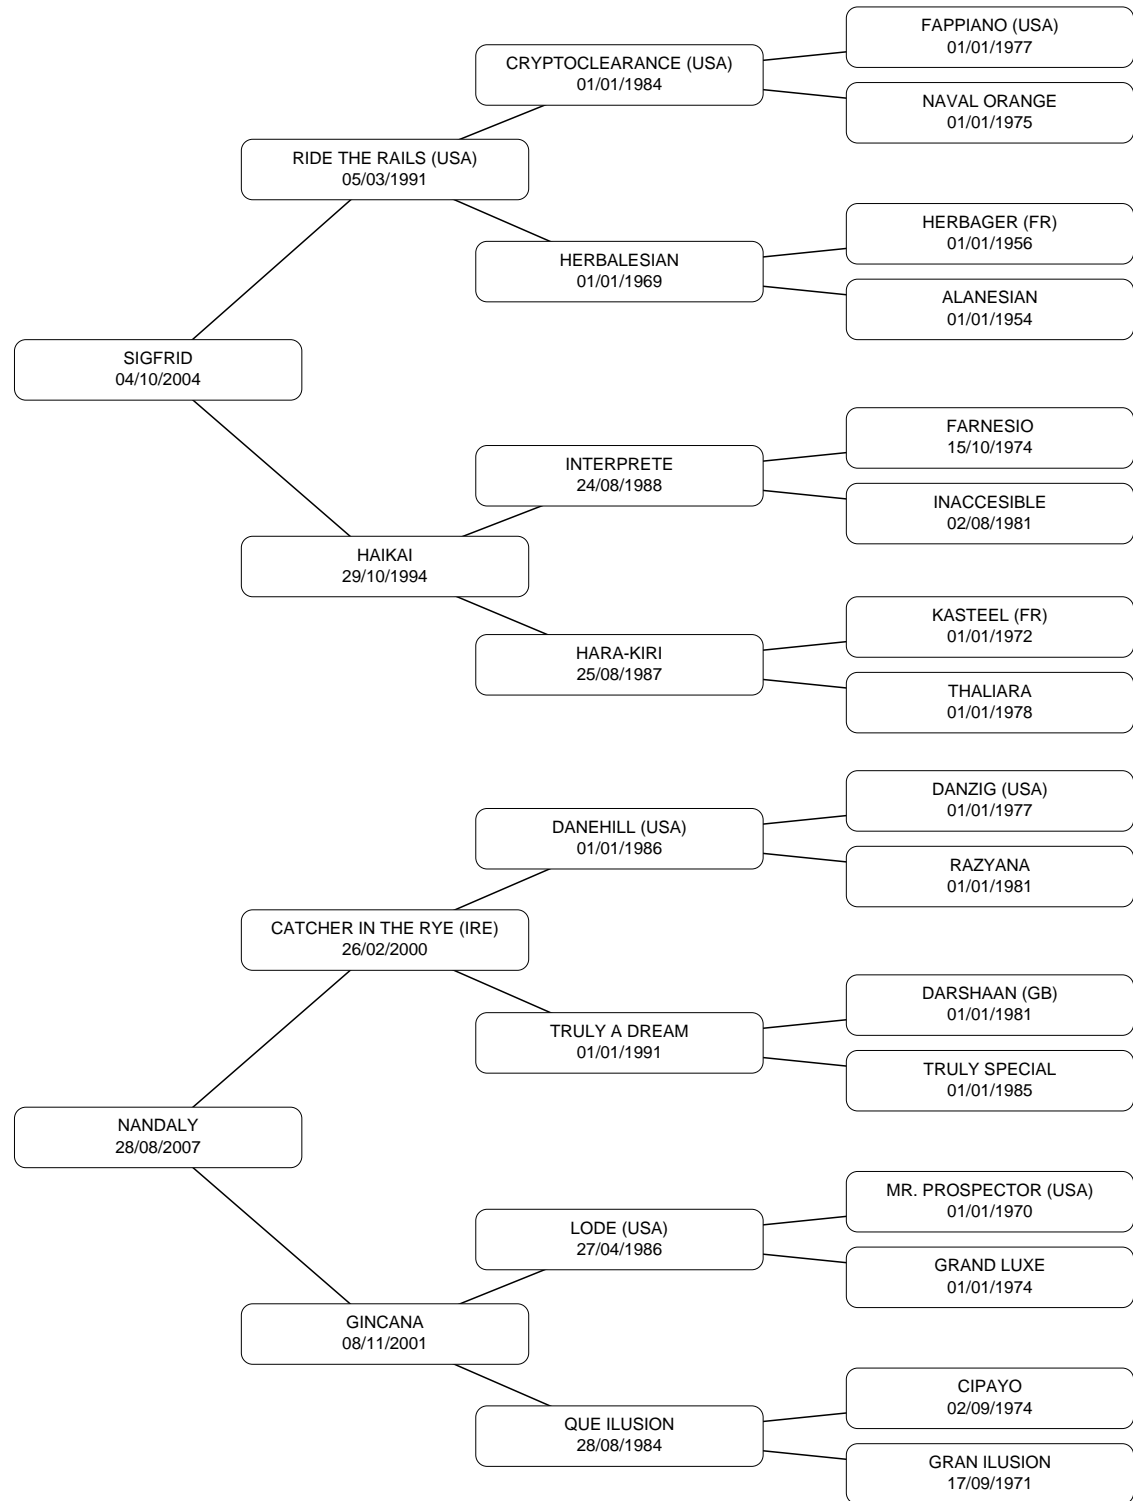 FAPPIANO (USA)
01/01/1977
CRYPTOCLEARANCE (USA)
01/01/1984
NAVAL ORANGE
01/01/1975
RIDE THE RAILS (USA)
05/03/1991
HERBAGER (FR)
01/01/1956
HERBALESIAN
01/01/1969
ALANESIAN
01/01/1954
SIGFRID
04/10/2004
FARNESIO
15/10/1974
INTERPRETE
24/08/1988
INACCESIBLE
02/08/1981
HAIKAI
29/10/1994
KASTEEL (FR)
01/01/1972
HARA-KIRI
25/08/1987
THALIARA
01/01/1978
DANZIG (USA)
01/01/1977
DANEHILL (USA)
01/01/1986
RAZYANA
01/01/1981
CATCHER IN THE RYE (IRE)
26/02/2000
DARSHAAN (GB)
01/01/1981
TRULY A DREAM
01/01/1991
TRULY SPECIAL
01/01/1985
NANDALY
28/08/2007
MR. PROSPECTOR (USA)
01/01/1970
LODE (USA)
27/04/1986
GRAND LUXE
01/01/1974
GINCANA
08/11/2001
CIPAYO
02/09/1974
QUE ILUSION
28/08/1984
GRAN ILUSION
17/09/1971